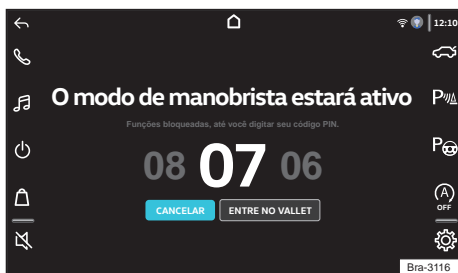 12:10
O modo de manobrista estará ativo
Funções bloqueadas, até você digitar seu código PIN.
08 07 06
CANCELAR ENTRE NO VALLET
P
P
A
OFF
Bra-3116